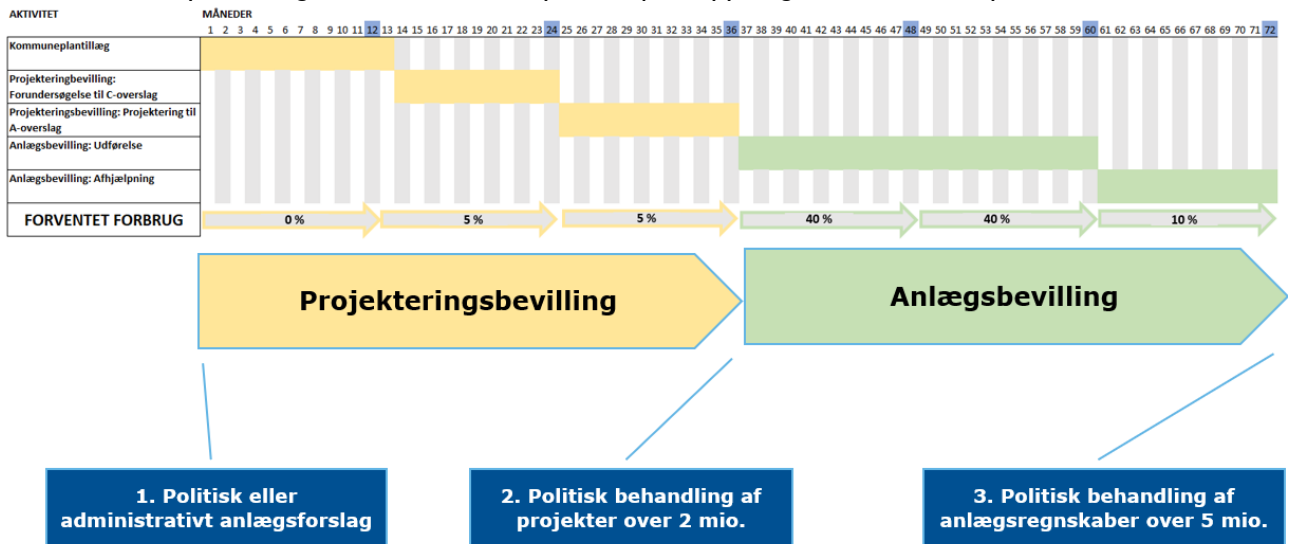 AKTIVITET
MÅNEDER
1 2 3 4 5 6 7 8 9 10 11 12 13 14 15 16 17 18 19 20 21 22 23 24 25 26 27 28 29 30 31 32 33 34 35 36 37 38 39 40 41 42 43 44 45 46 47 48 49 50 51 52 53 54 55 56 57 58 59 60 61 62 63 64 65 66 67 68 69 70 71 72
Kommuneplantillæg
Projekteringbevilling:
Forundersøgelse til C-overslag
Projekteringsbevilling: Projektering til
A-overslag
Anlægsbevilling: Udførelse
Anlægsbevilling: Afhjælpning
FORVENTET FORBRUG
0 %
5 %
5 %
40 %
40 %
10 %
Projekteringsbevilling
Anlægsbevilling
1. Politisk eller
administrativt anlægsforslag
2. Politisk behandling af
projekter over 2 mio.
3. Politisk behandling af
anlægsregnskaber over 5 mio.